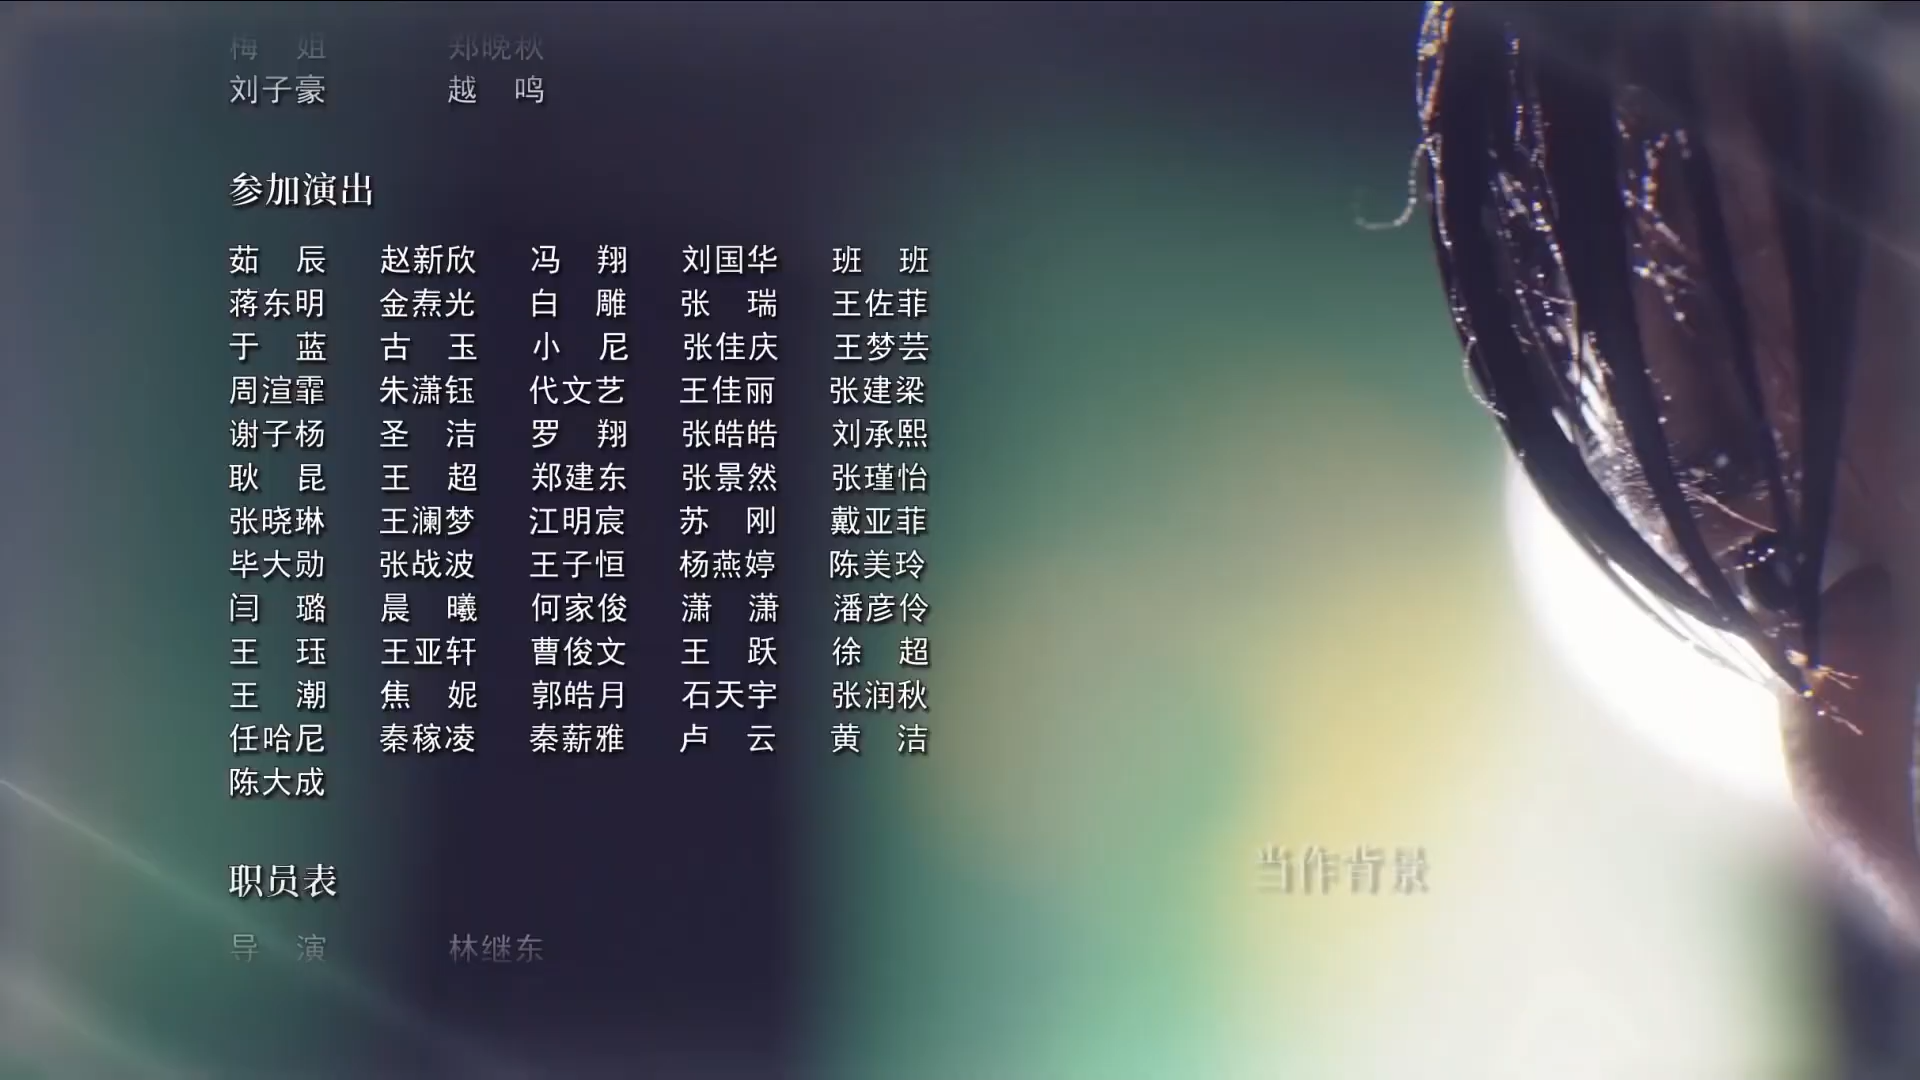 梅 姐 郑晚秋
刘子豪 越 鸣
参加演出
茹 辰 赵新欣 冯 翔 刘国华 班 班
蒋东明 金焘光 白 雕 张 瑞 王佐菲
于 蓝 古 玉 小 尼 张佳庆 王梦芸
周渲霏 朱潇钰 代文艺 王佳丽 张建梁
谢子杨 圣 洁 罗 翔 张皓皓 刘承熙
耿 昆 王 超 郑建东 张景然 张瑾怡
张晓琳 王澜梦 江明宸 苏 刚 戴亚菲
毕大勋 张战波 王子恒 杨燕婷 陈美玲
闫 璐 晨 曦 何家俊 潇 潇 潘彦伶
王 珏 王亚轩 曹俊文 王 跃 徐 超
王 潮 焦 妮 郭皓月 石天宇 张润秋
任哈尼 秦稼凌 秦薪雅 卢 云 黄 洁
陈大成
当作背景
职员表
导 演 林继东